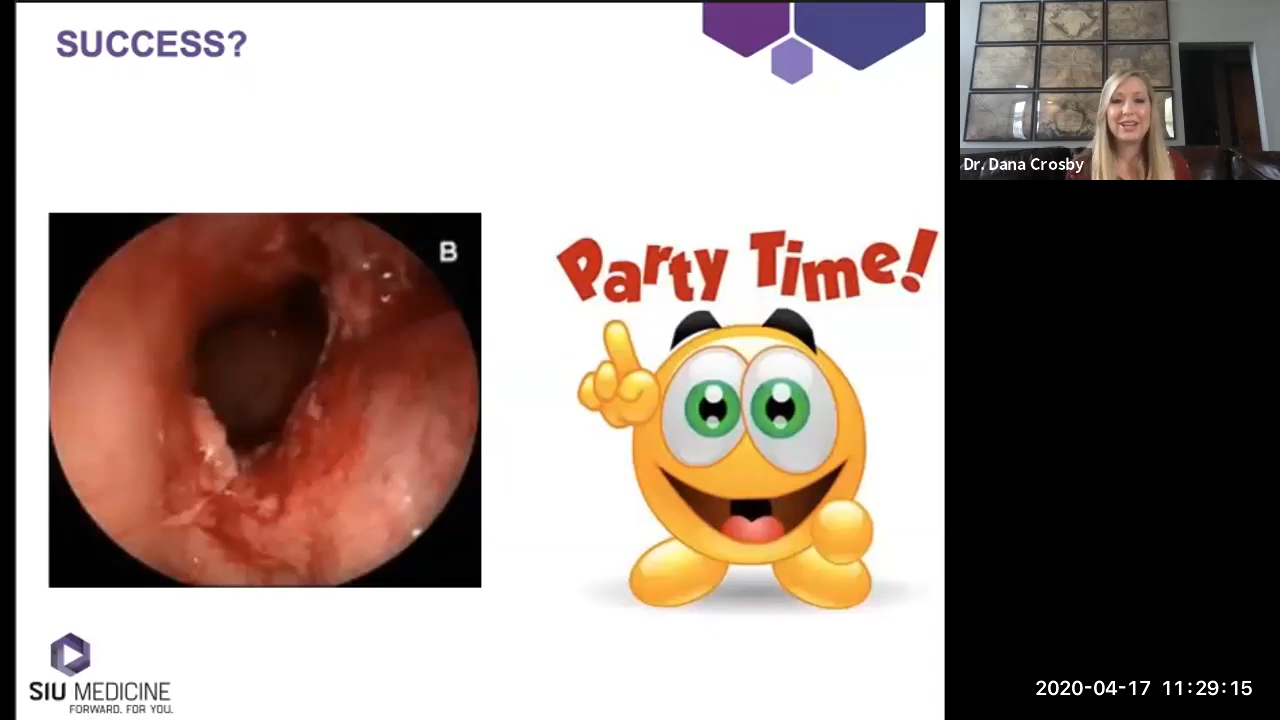 SUCCESS?
Dr. Dana Crosby
B
Party Time!
SIU MEDICINE
FORWARD. FOR YOU.
2020-04-17 11:29:15